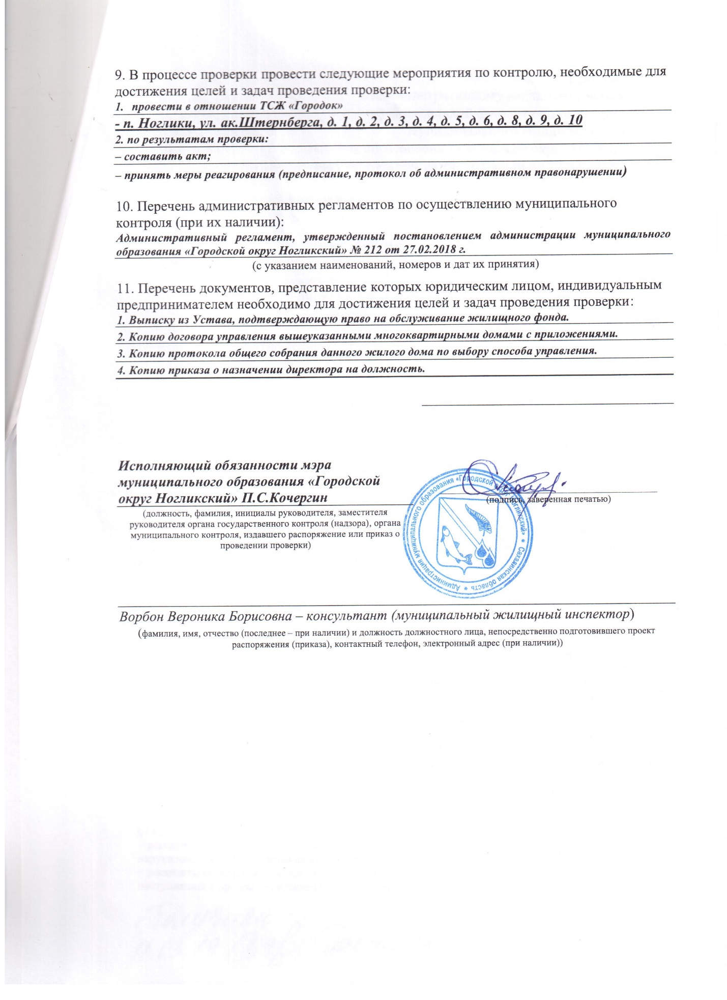 9. В процессе проверки провести следующие мероприятия по контролю, необходимые для
достижения целей и задач проведения проверки:
1. провести в отношении ТСЖ «Городок»
- п. Ноглики, ул. ак.Штернберга, д. 1, д. 2, д. 3, д. 4, д. 5, д. 6, д. 8, д. 9, д. 10
2. по результатам проверки:
– составить акт;
– принять меры реагирования (предписание, протокол об административном правонарушении)
10. Перечень административных регламентов по осуществлению муниципального
контроля (при их наличии):
Административный регламент, утвержденный постановлением администрации муниципального
образования «Городской округ Ногликский» № 212 от 27.02.2018 г.
(с указанием наименований, номеров и дат их принятия)
11. Перечень документов, представление которых юридическим лицом, индивидуальным
предпринимателем необходимо для достижения целей и задач проведения проверки:
1. Выписку из Устава, подтверждающую право на обслуживание жилищного фонда.
2. Копию договора управления вышеуказанными многоквартирными домами с приложениями.
3. Копию протокола общего собрания данного жилого дома по выбору способа управления.
4. Копию приказа о назначении директора на должность.
Исполняющий обязанности мэра
муниципального образования «Городской
округ Ногликский» П.С.Кочергин
(подпись, заверенная печатью)
(должность, фамилия, инициалы руководителя, заместителя
руководителя органа государственного контроля (надзора), органа
муниципального контроля, издавшего распоряжение или приказ о
проведении проверки)
Администрация муниципального образования «Городской округ Ногликский» * Сахалинская область *
Ворбон Вероника Борисовна – консультант (муниципальный жилищный инспектор)
(фамилия, имя, отчество (последнее – при наличии) и должность должностного лица, непосредственно подготовившего проект
распоряжения (приказа), контактный телефон, электронный адрес (при наличии))